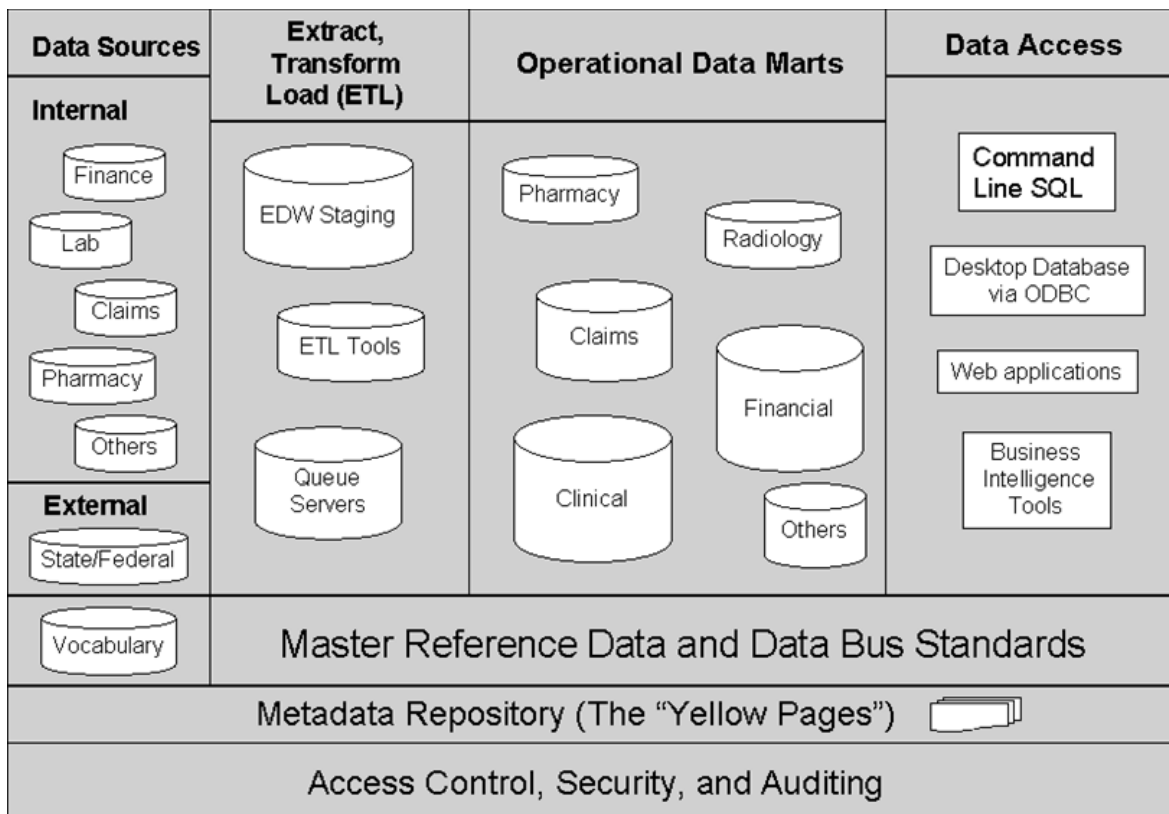 Data Sources
Internal
Finance
Lab
Claims
Pharmacy
Others
External
State/Federal
Vocabulary
Extract,
Transform
Load (ETL)
EDW Staging
ETL Tools
Queue
Servers
Operational Data Marts
Pharmacy
Radiology
Claims
Financial
Clinical
Others
Data Access
Command
Line SQL
Desktop Database
via ODBC
Web applications
Business
Intelligence
Tools
Master Reference Data and Data Bus Standards
Metadata Repository (The “Yellow Pages”)
Access Control, Security, and Auditing